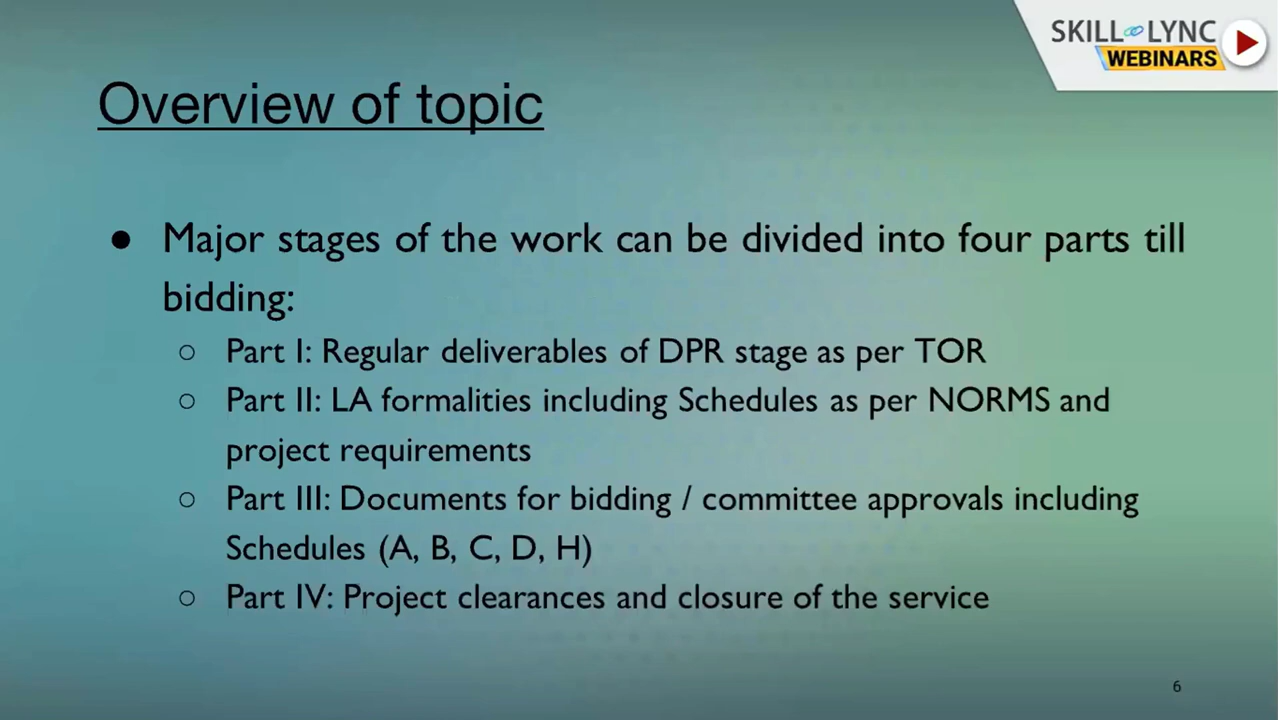 SKILL LYNC
WEBINARS
Overview of topic
● Major stages of the work can be divided into four parts till
bidding:
○ Part I: Regular deliverables of DPR stage as per TOR
○ Part II: LA formalities including Schedules as per NORMS and
project requirements
○ Part III: Documents for bidding / committee approvals including
Schedules (A, B, C, D, H)
○ Part IV: Project clearances and closure of the service
6